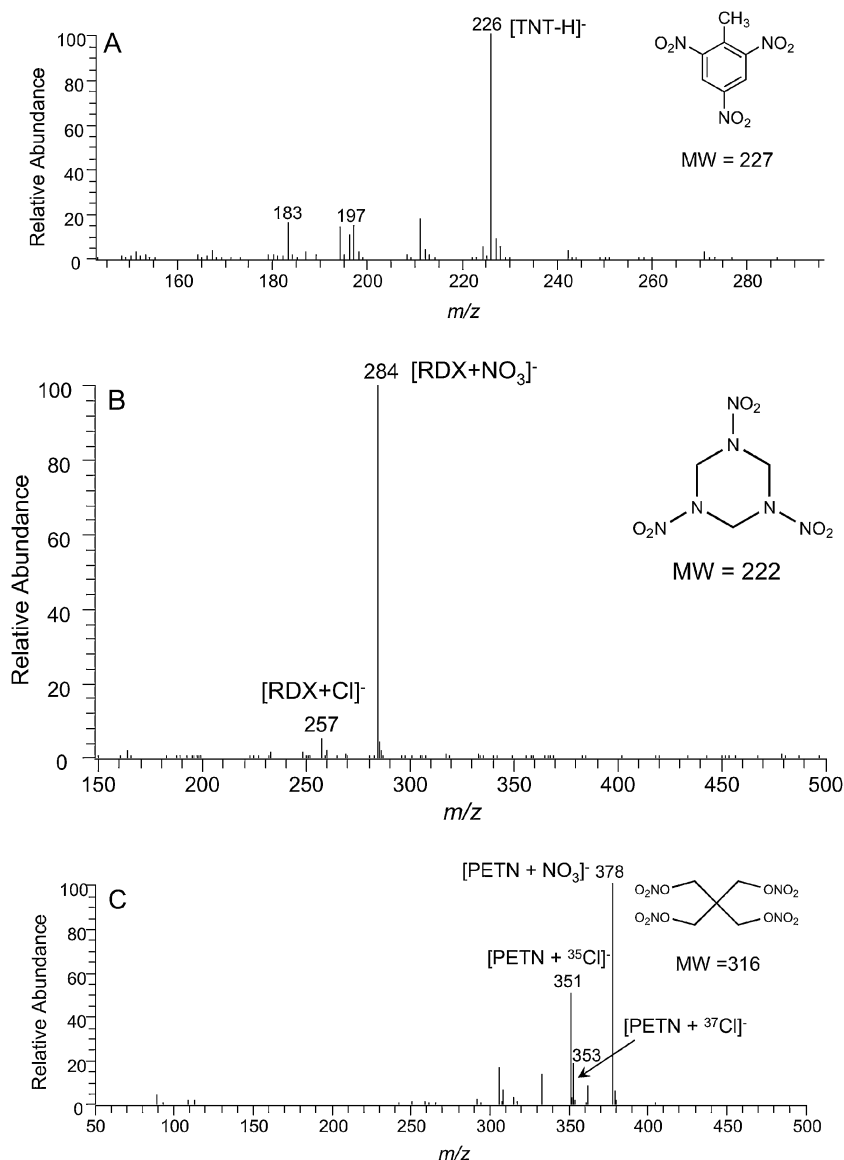 A
226 [TNT-H]-
CH3
O2N
NO2
NO2
MW = 227
183
197
Relative Abundance
100
80
60
40
20
0
160 180 200 220 240 260 280
m/z
B
284 [RDX+NO3]-
NO2
N
N
N
O2N
NO2
MW = 222
[RDX+Cl]-
257
Relative Abundance
100
80
60
40
20
0
150 200 250 300 350 400 450 500
m/z
C
[PETN + NO3]- 378
O2NO
ONO2
O2NO
ONO2
MW =316
[PETN + 35Cl]-
351
[PETN + 37Cl]-
353
Relative Abundance
100
80
60
40
20
0
50 100 150 200 250 300 350 400 450 500
m/z